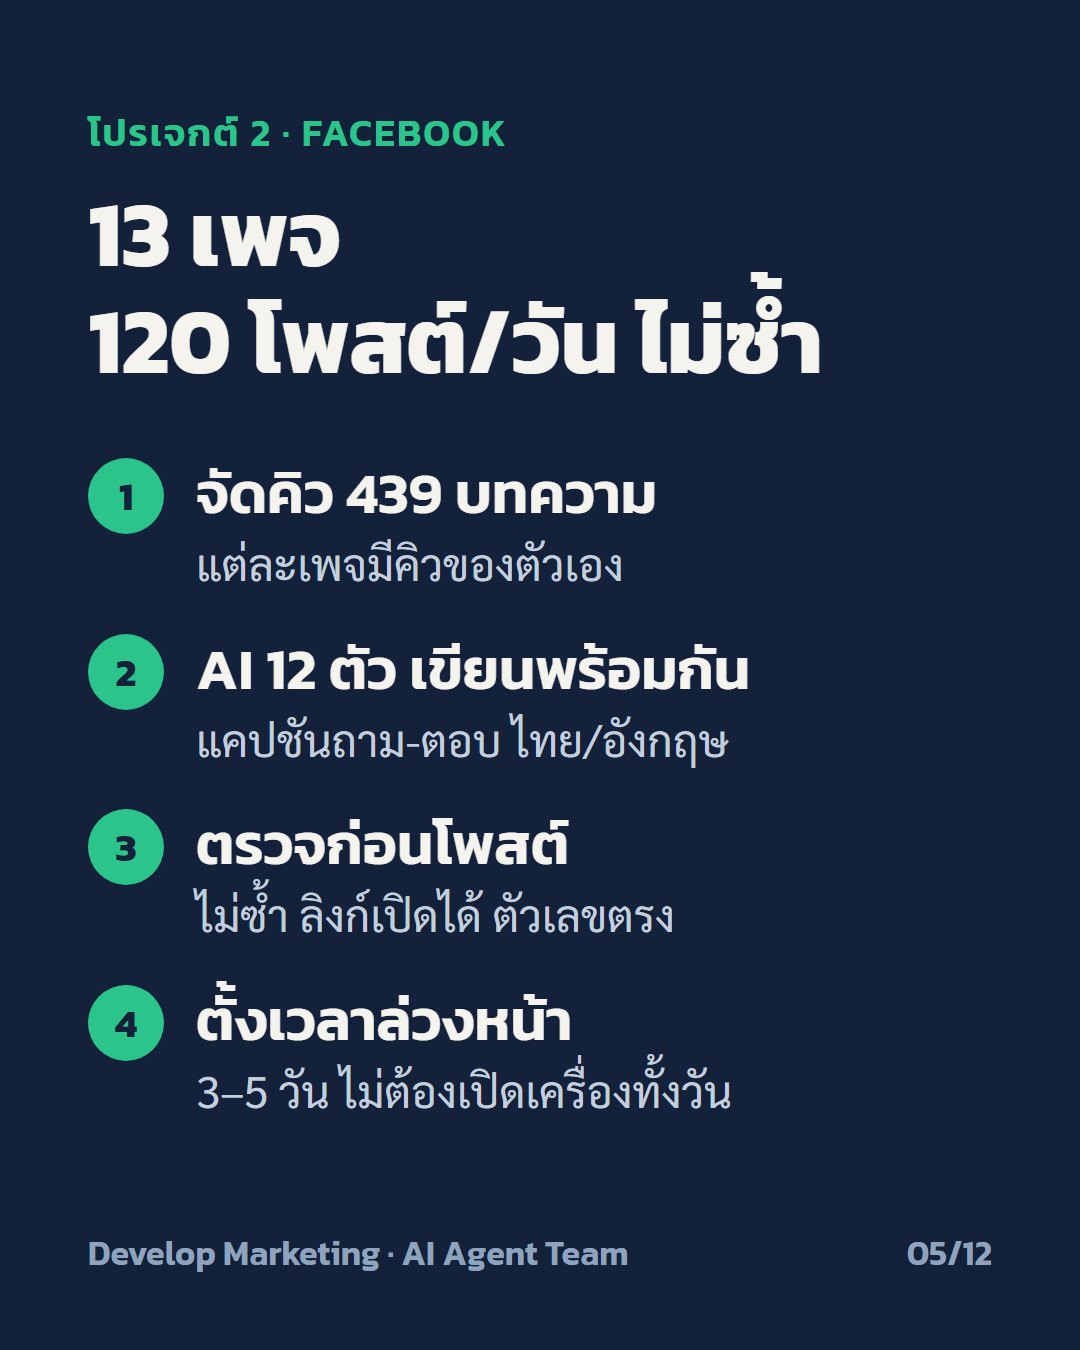 โปรเจกต์ 2 · FACEBOOK
13 เพจ
120 โพสต์/วัน ไม่ซ้ำ
1
จัดคิว 439 บทความ
แต่ละเพจมีคิวของตัวเอง
2
AI 12 ตัว เขียนพร้อมกัน
แคปชันถาม-ตอบ ไทย/อังกฤษ
3
ตรวจก่อนโพสต์
ไม่ซ้ำ ลิงก์เปิดได้ ตัวเลขตรง
4
ตั้งเวลาล่วงหน้า
3–5 วัน ไม่ต้องเปิดเครื่องทั้งวัน
Develop Marketing · AI Agent Team
05/12